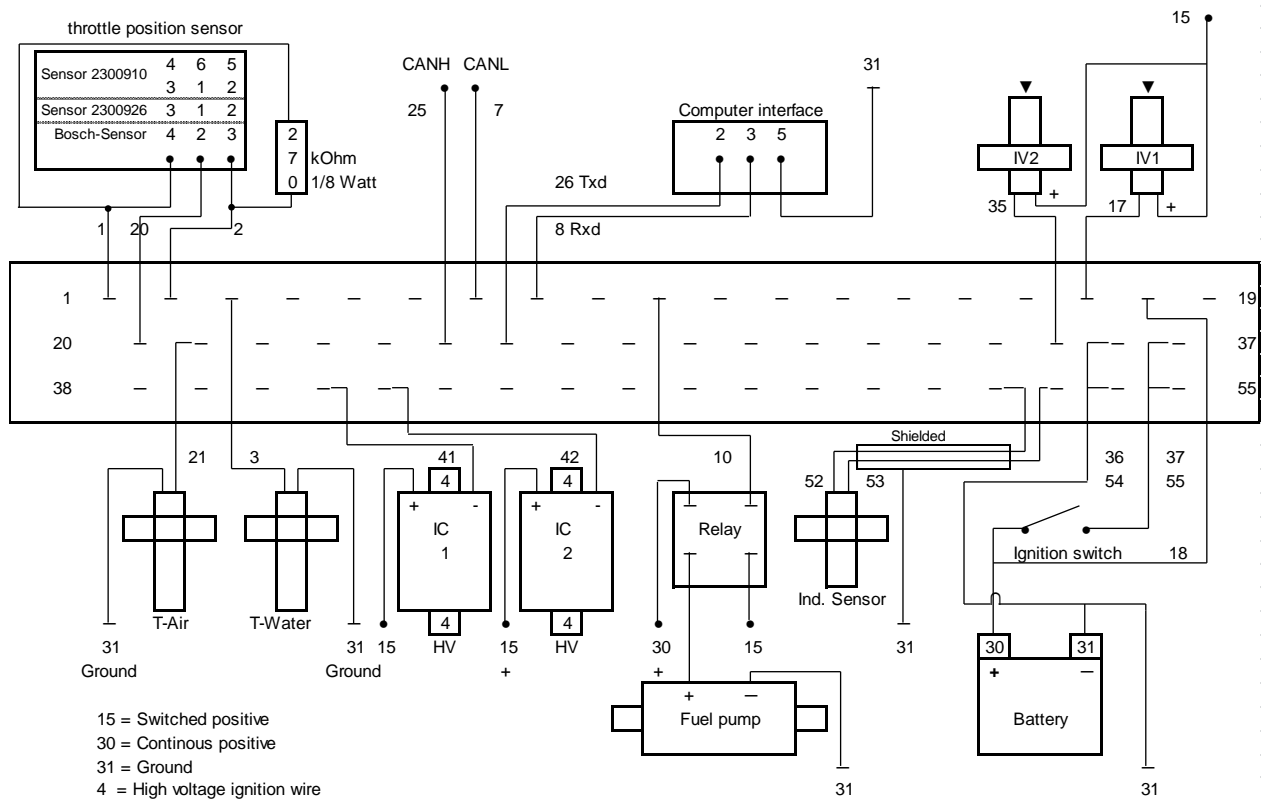 15
throttle position sensor
Sensor 2300910
4 6 5
3 1 2
Sensor 2300926 3 1 2
Bosch-Sensor 4 2 3
2
7 kOhm
0 1/8 Watt
CANH CANL
25 7
31
Computer interface
2 3 5
26 Txd
8 Rxd
IV2 IV1
+ +
35 17
1 20 2
1 19
20 37
38 55
Shielded
21 3 41 42 10 52 53 36 37
54 55
4 4
+ - + -
IC IC
1 2
Relay
Ignition switch 18
Ind. Sensor
T-Air T-Water
4 4
31 31 15 HV 15 HV 30 15 31
Ground Ground + +
30 31
+ —
Battery
+ —
Fuel pump
15 = Switched positive
30 = Continous positive
31 = Ground
4 = High voltage ignition wire
31 31